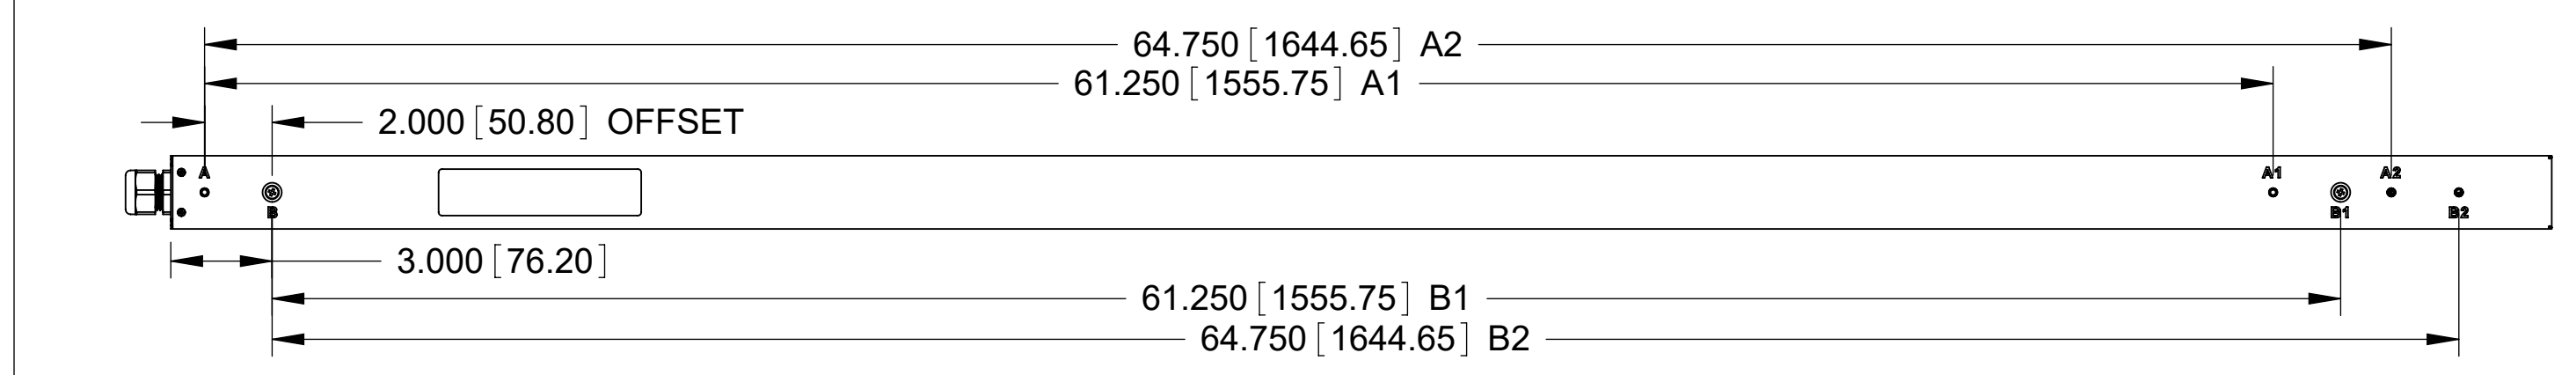 64.750 [1644.65] A2
61.250 [1555.75] A1
2.000 [50.80] OFFSET
A A1 A2
B B1 B2
3.000 [76.20]
61.250 [1555.75] B1
64.750 [1644.65] B2